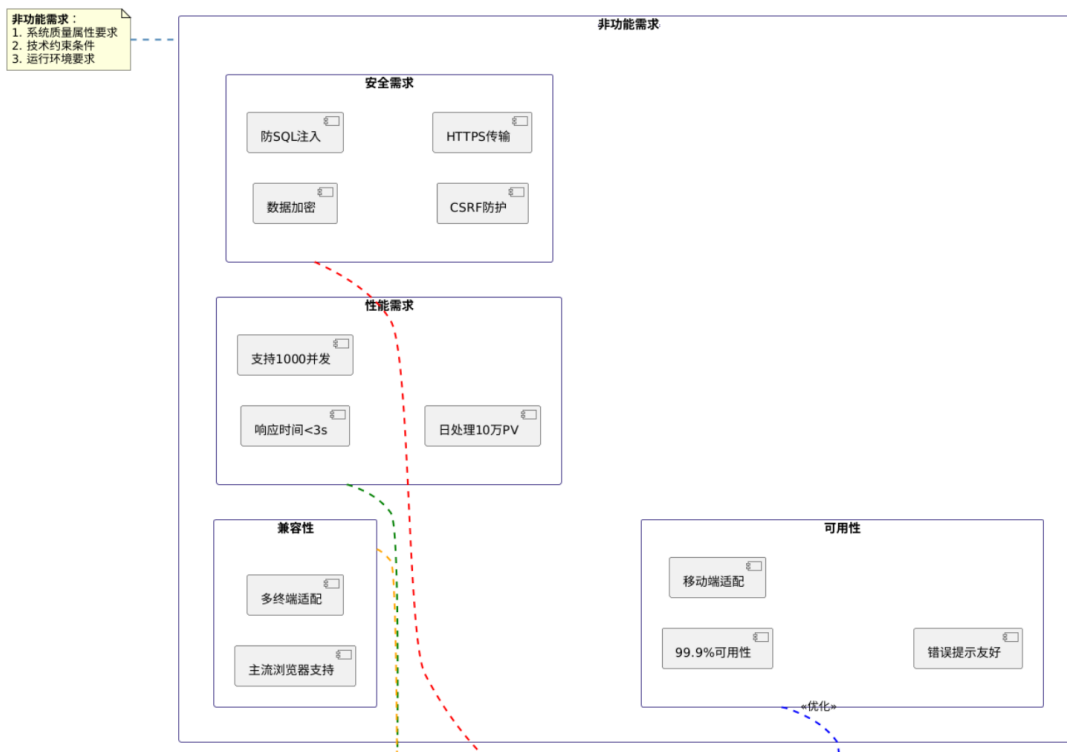 非功能需求：
1. 系统质量属性要求
2. 技术约束条件
3. 运行环境要求
非功能需求
安全需求
防SQL注入
HTTPS传输
数据加密
CSRF防护
性能需求
支持1000并发
响应时间<3s
日处理10万PV
兼容性
多终端适配
主流浏览器支持
可用性
移动端适配
99.9%可用性
错误提示友好
«优化»